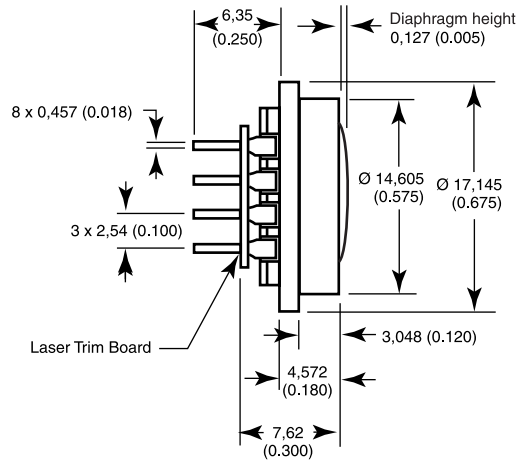 6,35
(0.250)
Diaphragm height
0,127 (0.005)
8 x 0,457 (0.018)
Ø 14,605
(0.575)
Ø 17,145
(0.675)
3 x 2,54 (0.100)
3,048 (0.120)
Laser Trim Board
4,572
(0.180)
7,62
(0.300)